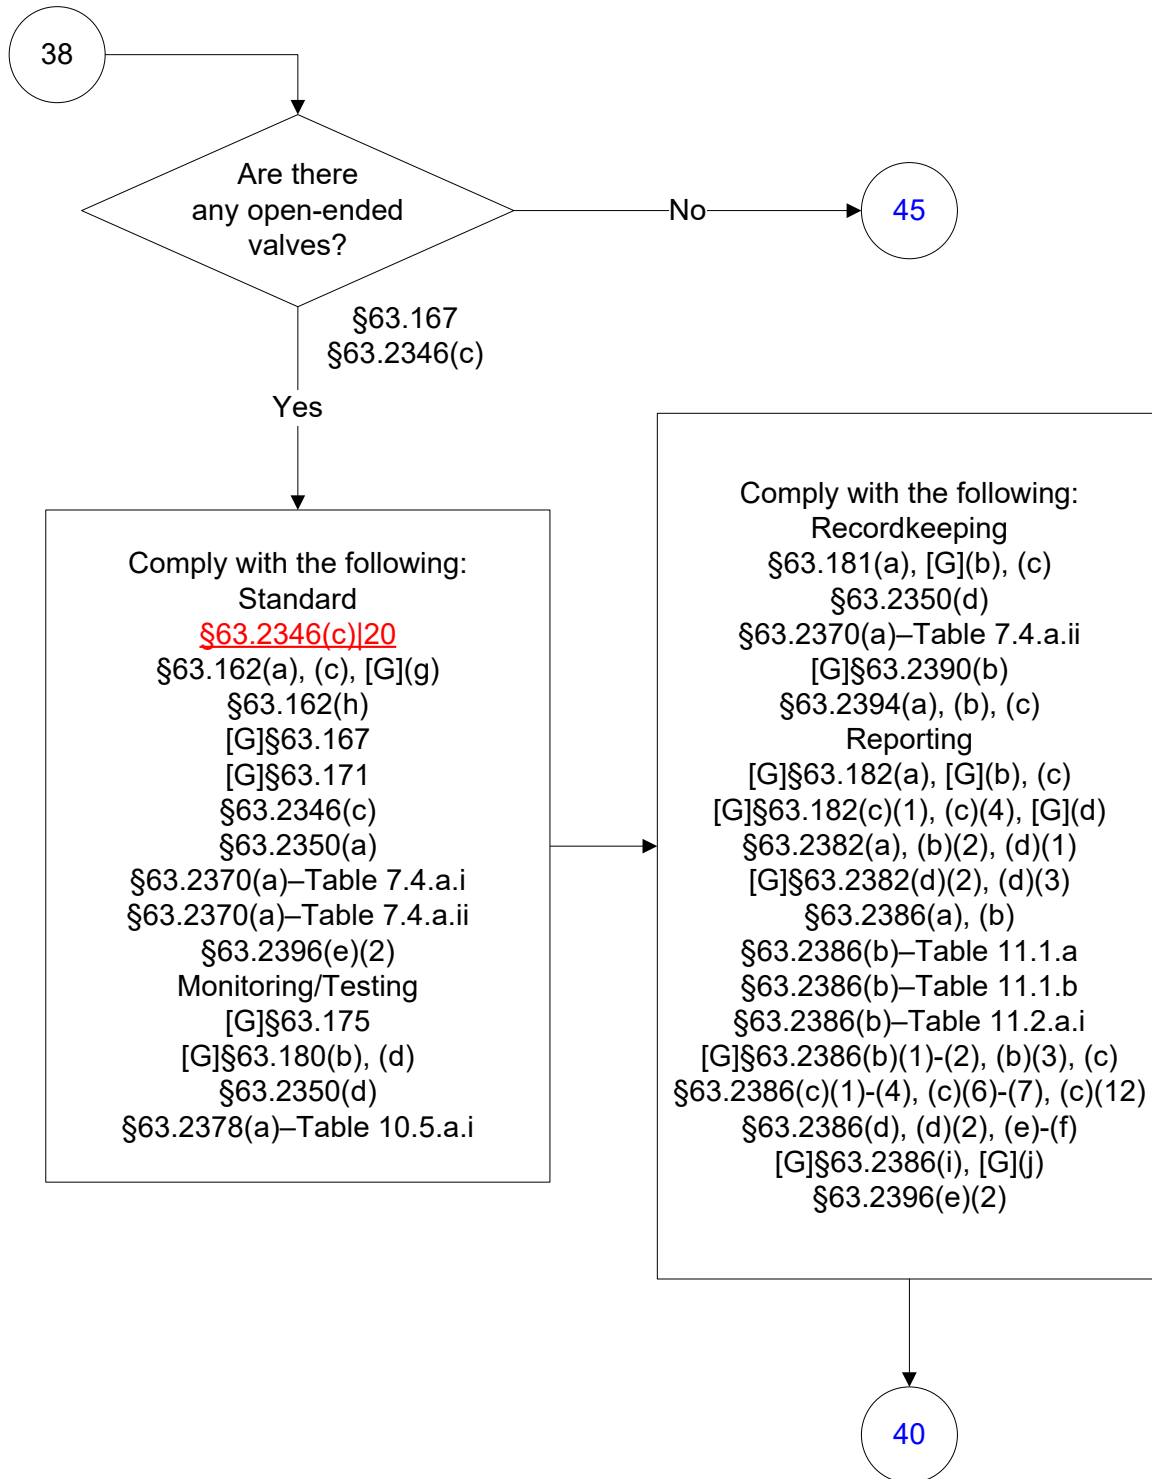 38
Are there
any open-ended
valves?
No
45
§63.167
§63.2346(c)
Yes
Comply with the following:
Standard
§63.2346(c)|20
§63.162(a), (c), [G](g)
§63.162(h)
[G]§63.167
[G]§63.171
§63.2346(c)
§63.2350(a)
§63.2370(a)–Table 7.4.a.i
§63.2370(a)–Table 7.4.a.ii
§63.2396(e)(2)
Monitoring/Testing
[G]§63.175
[G]§63.180(b), (d)
§63.2350(d)
§63.2378(a)–Table 10.5.a.i
Comply with the following:
Recordkeeping
§63.181(a), [G](b), (c)
§63.2350(d)
§63.2370(a)–Table 7.4.a.ii
[G]§63.2390(b)
§63.2394(a), (b), (c)
Reporting
[G]§63.182(a), [G](b), (c)
[G]§63.182(c)(1), (c)(4), [G](d)
§63.2382(a), (b)(2), (d)(1)
[G]§63.2382(d)(2), (d)(3)
§63.2386(a), (b)
§63.2386(b)–Table 11.1.a
§63.2386(b)–Table 11.1.b
§63.2386(b)–Table 11.2.a.i
[G]§63.2386(b)(1)-(2), (b)(3), (c)
§63.2386(c)(1)-(4), (c)(6)-(7), (c)(12)
§63.2386(d), (d)(2), (e)-(f)
[G]§63.2386(i), [G](j)
§63.2396(e)(2)
40